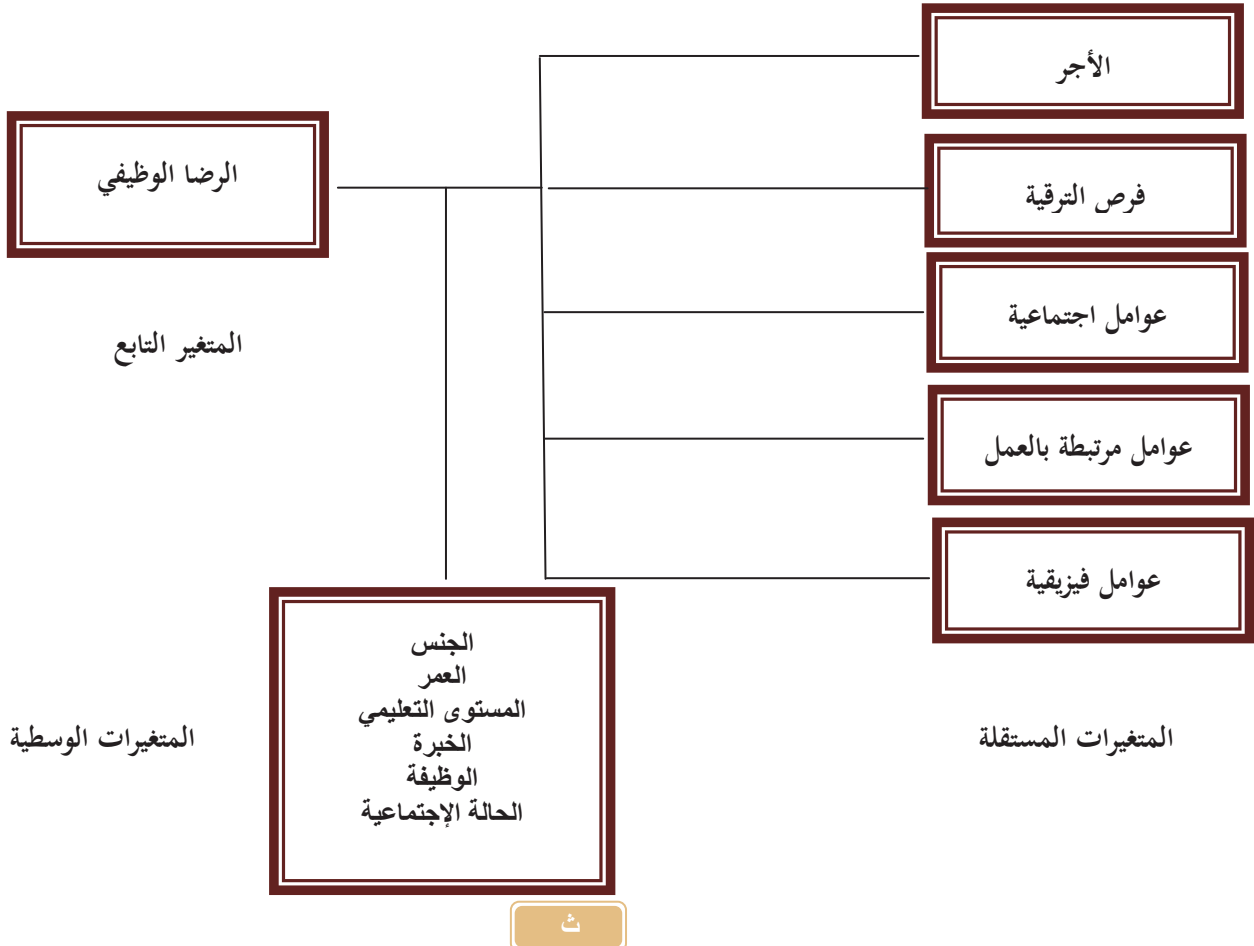 الأجر
فرص الترقية
الرضا الوظيفي
عوامل اجتماعية
المتغير التابع
عوامل مرتبطة بالعمل
عوامل فيزيقية
الجنس
العمر
المستوى التعليمي
الخبرة
الوظيفة
الحالة الإجتماعية
المتغيرات المستقلة
المتغيرات الوسطية
ث